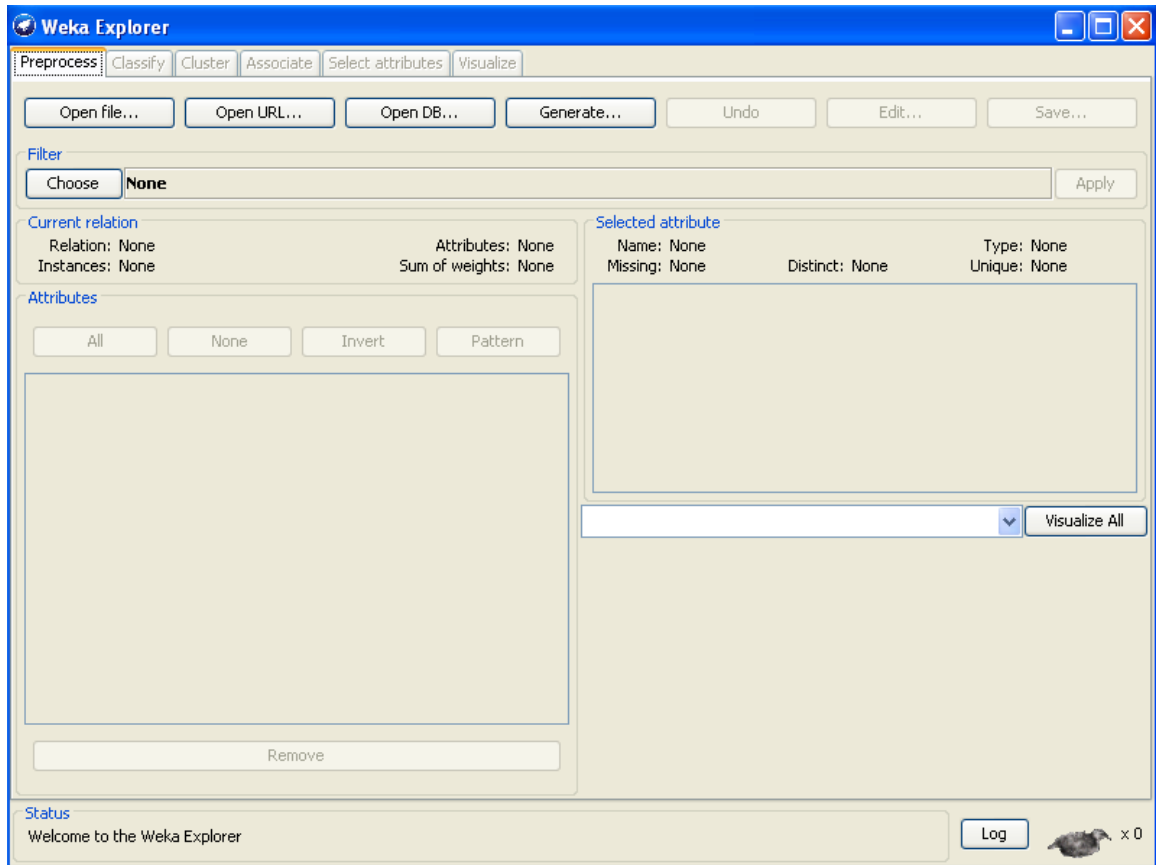 Weka Explorer
Preprocess Classify Cluster Associate Select attributes Visualize
Open file... Open URL... Open DB... Generate... Undo Edit... Save...
Filter
Choose None Apply
Current relation
Relation: None Attributes: None
Instances: None Sum of weights: None
Selected attribute
Name: None Type: None
Missing: None Distinct: None Unique: None
Attributes
All None Invert Pattern
Visualize All
Remove
Status
Welcome to the Weka Explorer
Log x 0